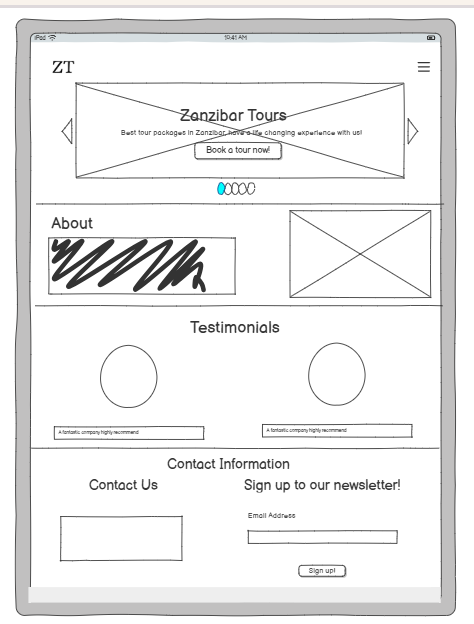 iPad 10:41 AM
ZT
Zanzibar Tours
Best tour packages in Zanzibar, have a life changing experience with us!
Book a tour now!
About
Testimonials
A fantastic company highly recommend
A fantastic company highly recommend
Contact Information
Contact Us
Sign up to our newsletter!
Email Address
Sign up!